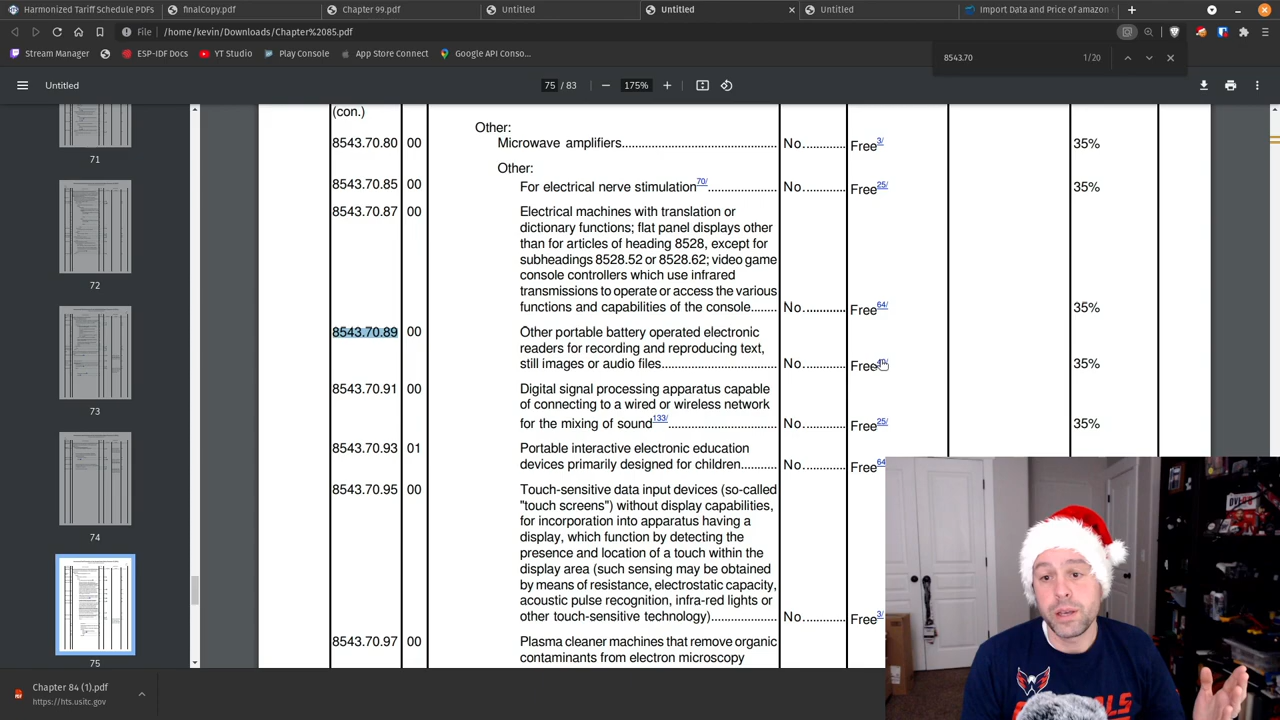 Harmonized Tariff Schedule PDFs
finalCopy.pdf
Chapter 99.pdf
Untitled
Untitled
Untitled
Import Data and Price of amazon
File
/home/kevin/Downloads/Chapter%2085.pdf
Stream Manager
ESP-IDF Docs
YT Studio
Play Console
App Store Connect
Google API Conso...
8543.70
1/20
Untitled
75 / 83
175%
71
72
73
74
75
(con.)
Other:
8543.70.80 00 Microwave amplifiers No Free 3/ 35%
Other:
8543.70.85 00 For electrical nerve stimulation 70/ No Free 25/ 35%
8543.70.87 00 Electrical machines with translation or
dictionary functions; flat panel displays other
than for articles of heading 8528, except for
subheadings 8528.52 or 8528.62; video game
console controllers which use infrared
transmissions to operate or access the various
functions and capabilities of the console No Free 64/ 35%
8543.70.89 00 Other portable battery operated electronic
readers for recording and reproducing text,
still images or audio files No Free 35%
8543.70.91 00 Digital signal processing apparatus capable
of connecting to a wired or wireless network
for the mixing of sound 133/ No Free 25/ 35%
8543.70.93 01 Portable interactive electronic education
devices primarily designed for children No Free 64
8543.70.95 00 Touch-sensitive data input devices (so-called
"touch screens") without display capabilities,
for incorporation into apparatus having a
display, which function by detecting the
presence and location of a touch within the
display area (such sensing may be obtained
by means of resistance, electrostatic capacity,
acoustic pulse recognition, infra-red lights or
other touch-sensitive technology) No Free 3/
8543.70.97 00 Plasma cleaner machines that remove organic
contaminants from electron microscopy
Chapter 84 (1).pdf
https://hts.usitc.gov